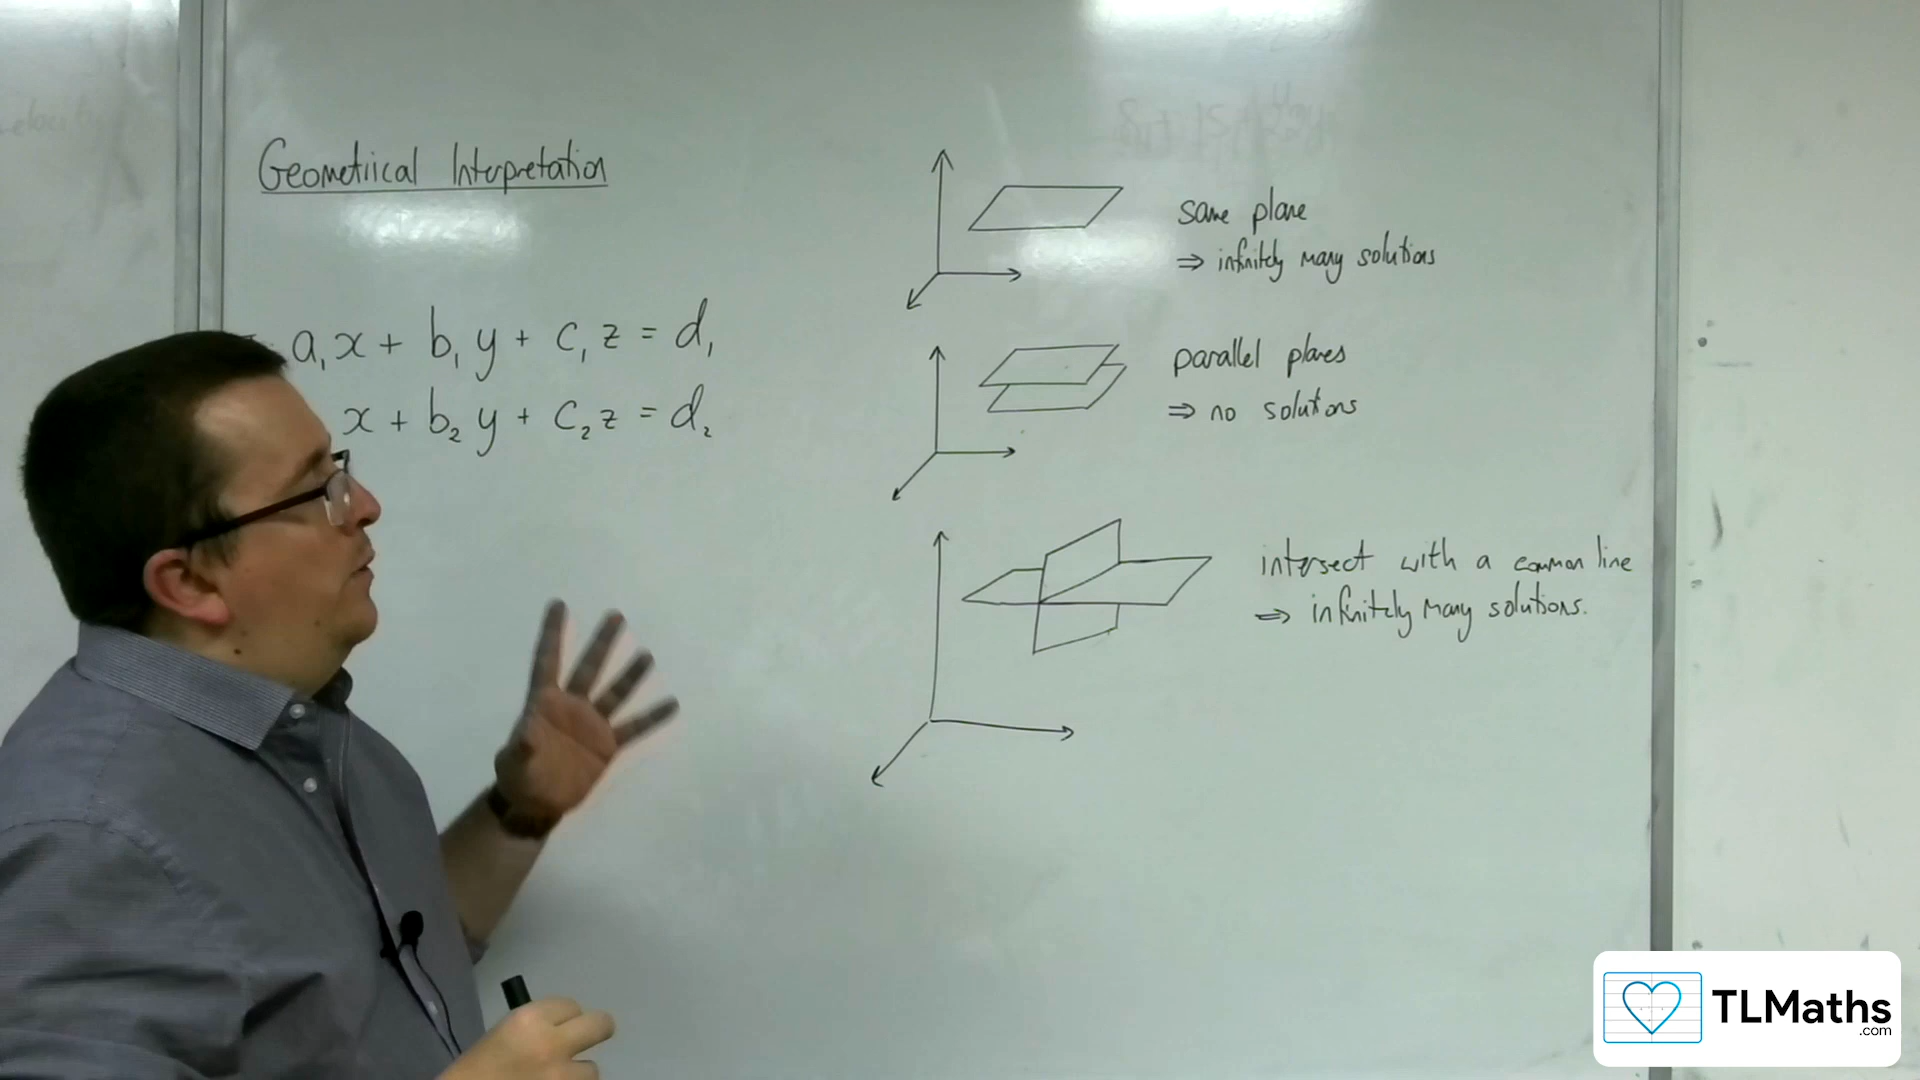 Geometrical Interpretation
a₁x + b₁y + c₁z = d₁
x + b₂y + c₂z = d₂
same plane
⇒ infinitely many solutions
parallel planes
⇒ no solutions
intersect with a common line
⇒ infinitely many solutions.
TLMaths
.com